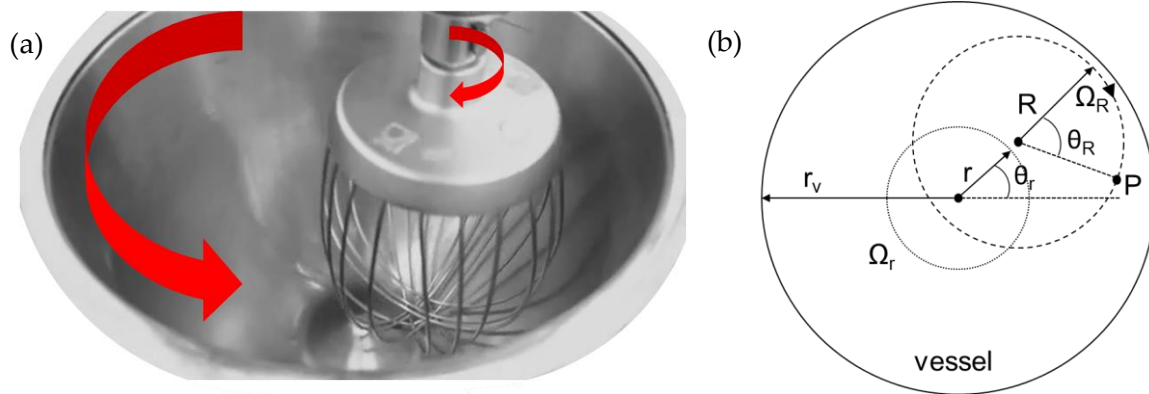 (a)
(b)
R
Ω_R
θ_R
r
θ_r
P
r_v
Ω_r
vessel